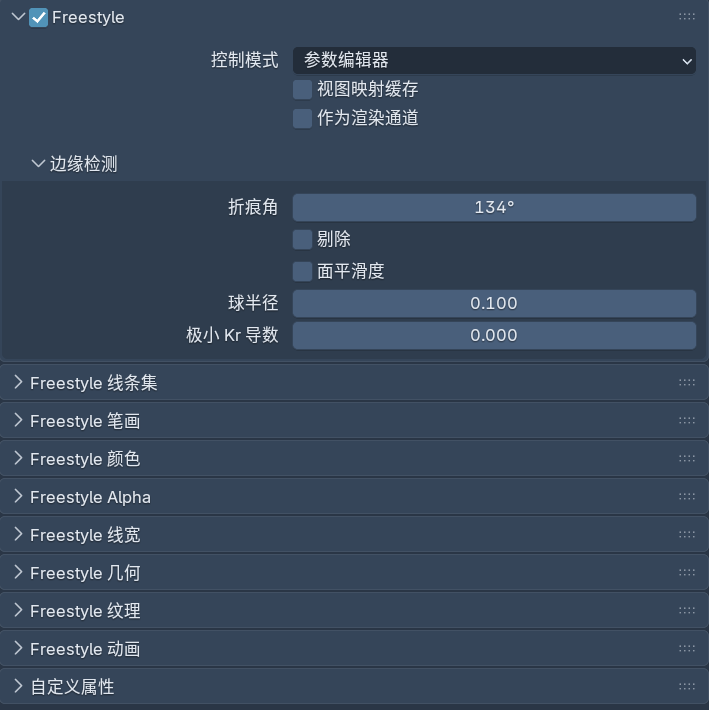 Freestyle
控制模式 参数编辑器
视图映射缓存
作为渲染通道
边缘检测
折痕角 134°
剔除
面平滑度
球半径 0.100
极小 Kr 导数 0.000
Freestyle 线条集
Freestyle 笔画
Freestyle 颜色
Freestyle Alpha
Freestyle 线宽
Freestyle 几何
Freestyle 纹理
Freestyle 动画
自定义属性